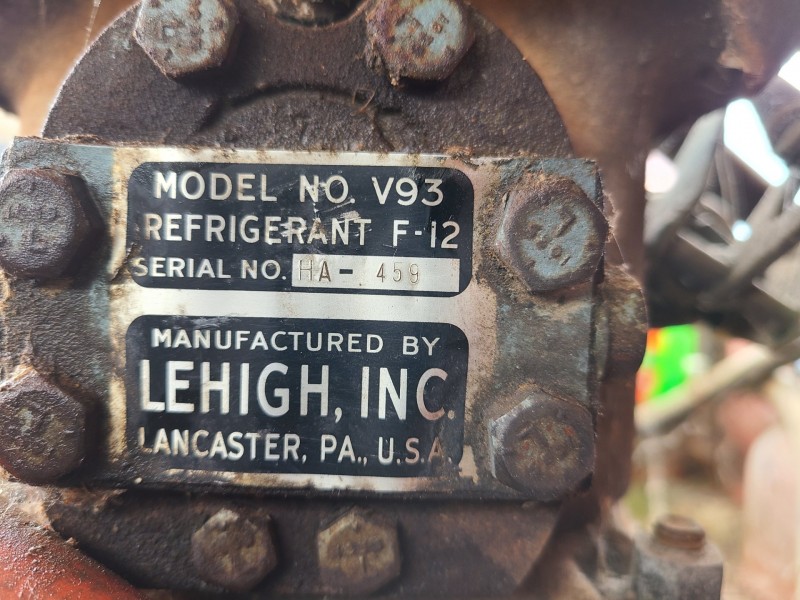 MODEL NO. V93
REFRIGERANT F-12
SERIAL NO. HA- 459
MANUFACTURED BY
LEHIGH, INC.
LANCASTER, PA., U.S.A.